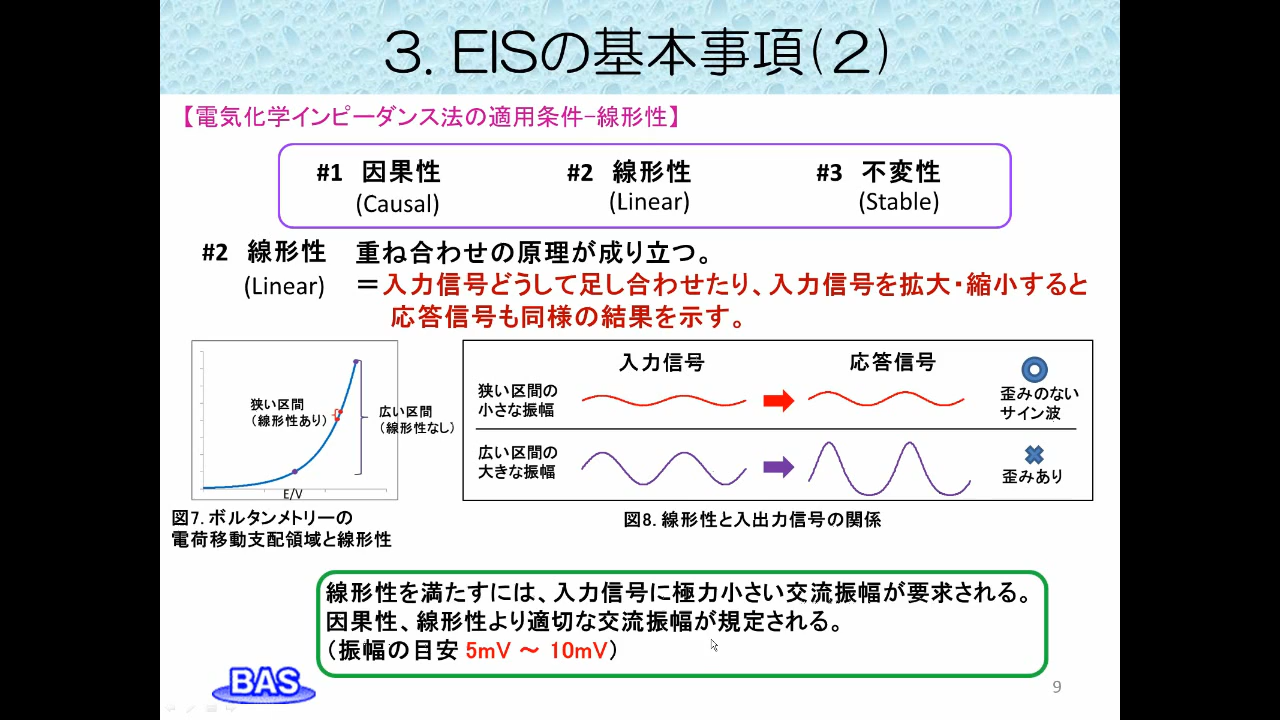 3. EISの基本事項(2)
【電気化学インピーダンス法の適用条件-線形性】
#1 因果性 #2 線形性 #3 不変性
(Causal) (Linear) (Stable)
#2 線形性 重ね合わせの原理が成り立つ。
(Linear) =入力信号どうして足し合わせたり、入力信号を拡大・縮小すると
応答信号も同様の結果を示す。
狭い区間
(線形性あり)
広い区間
(線形性なし)
E/V
図7. ボルタンメトリーの
電荷移動支配領域と線形性
入力信号 応答信号
狭い区間の
小さな振幅
歪みのない
サイン波
広い区間の
大きな振幅
歪みあり
図8. 線形性と入出力信号の関係
線形性を満たすには、入力信号に極力小さい交流振幅が要求される。
因果性、線形性より適切な交流振幅が規定される。
(振幅の目安 5mV ～ 10mV)
BAS
9